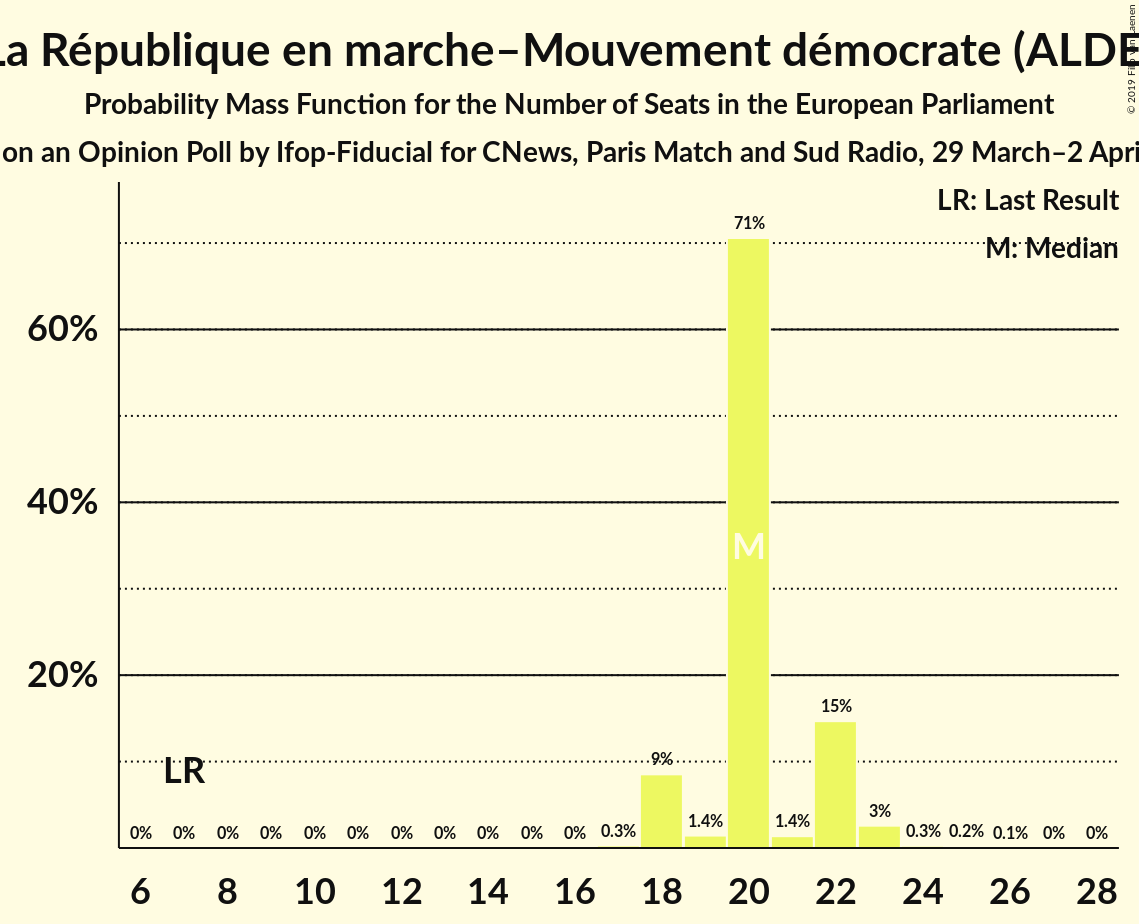 La République en marche–Mouvement démocrate (ALDE
Probability Mass Function for the Number of Seats in the European Parliament
on an Opinion Poll by Ifop-Fiducial for CNews, Paris Match and Sud Radio, 29 March–2 Apri
© 2019
LR: Last Result
M: Median
71%
60%
40%
M
20%
15%
9%
LR
3%
1.4% 1.4%
0% 0% 0% 0% 0% 0% 0% 0% 0% 0% 0% 0.3% 0.3% 0.2% 0.1% 0% 0%
6 8 10 12 14 16 18 20 22 24 26 28